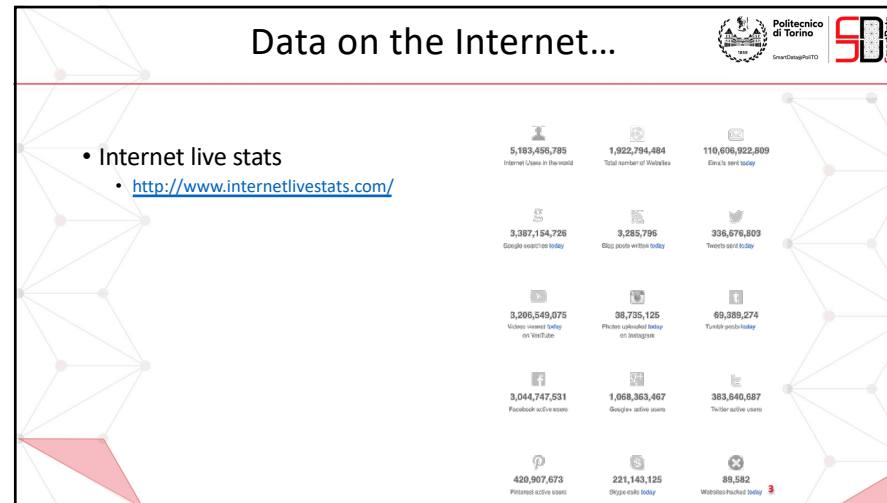 Data on the Internet…
Politecnico
di Torino
1859
SmartData@PoliTO
• Internet live stats
• http://www.internetlivestats.com/
5,183,456,785
Internet Users in the world
1,922,794,484
Total number of Websites
110,606,922,809
Emails sent today
3,387,154,726
Google searches today
3,285,796
Blog posts written today
336,676,803
Tweets sent today
3,206,549,075
Videos viewed today
on YouTube
38,735,125
Photos uploaded today
on Instagram
69,389,274
Tumblr posts today
3,044,747,531
Facebook active users
1,068,363,467
Google+ active users
383,640,687
Twitter active users
420,907,673
Pinterest active users
221,143,125
Skype calls today
89,582
Websites hacked today
3